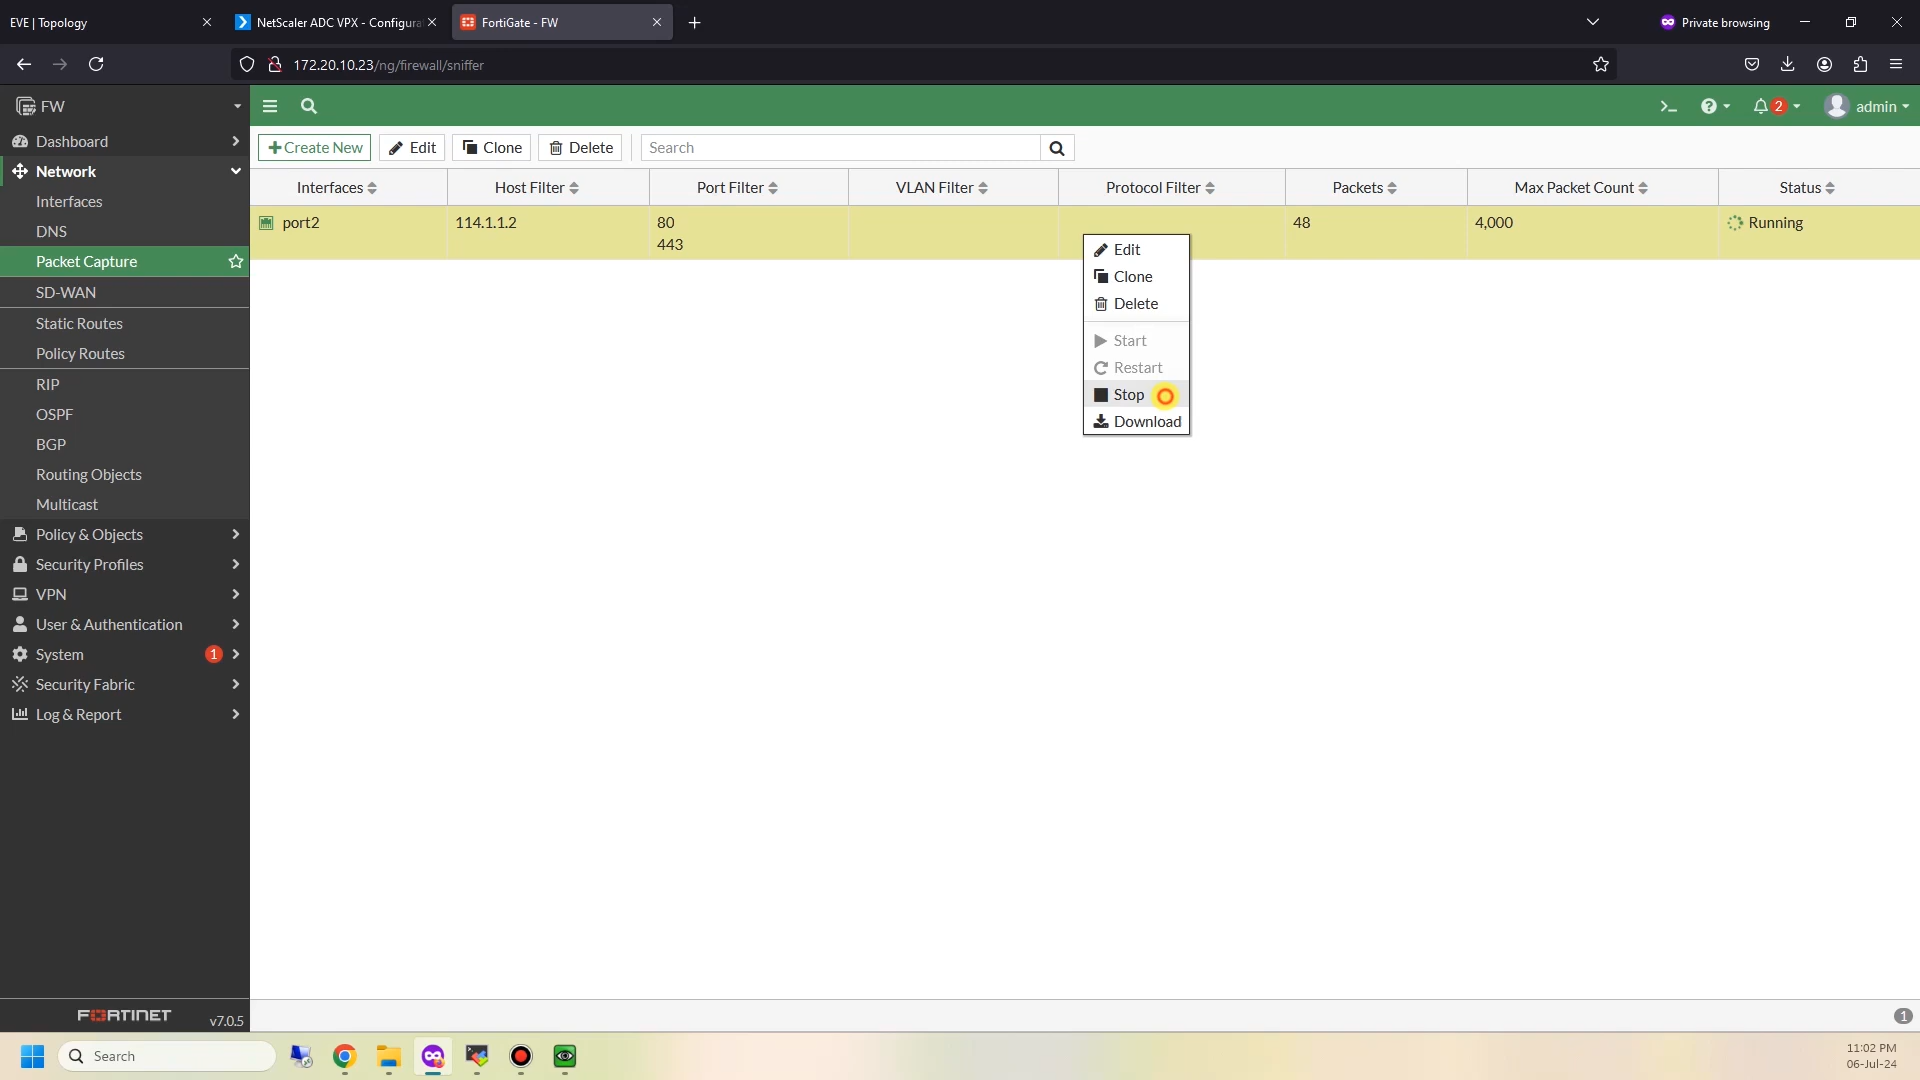 EVE | Topology
NetScaler ADC VPX - Configura
FortiGate - FW
Private browsing
172.20.10.23/ng/firewall/sniffer
FW
2
admin
Dashboard
Network
Interfaces
DNS
Packet Capture
SD-WAN
Static Routes
Policy Routes
RIP
OSPF
BGP
Routing Objects
Multicast
Policy & Objects
Security Profiles
VPN
User & Authentication
System
1
Security Fabric
Log & Report
FORTINET
v7.0.5
Create New
Edit
Clone
Delete
Search
Interfaces
Host Filter
Port Filter
VLAN Filter
Protocol Filter
Packets
Max Packet Count
Status
port2
114.1.1.2
80
443
48
4,000
Running
Edit
Clone
Delete
Start
Restart
Stop
Download
1
Search
11:02 PM
06-Jul-24